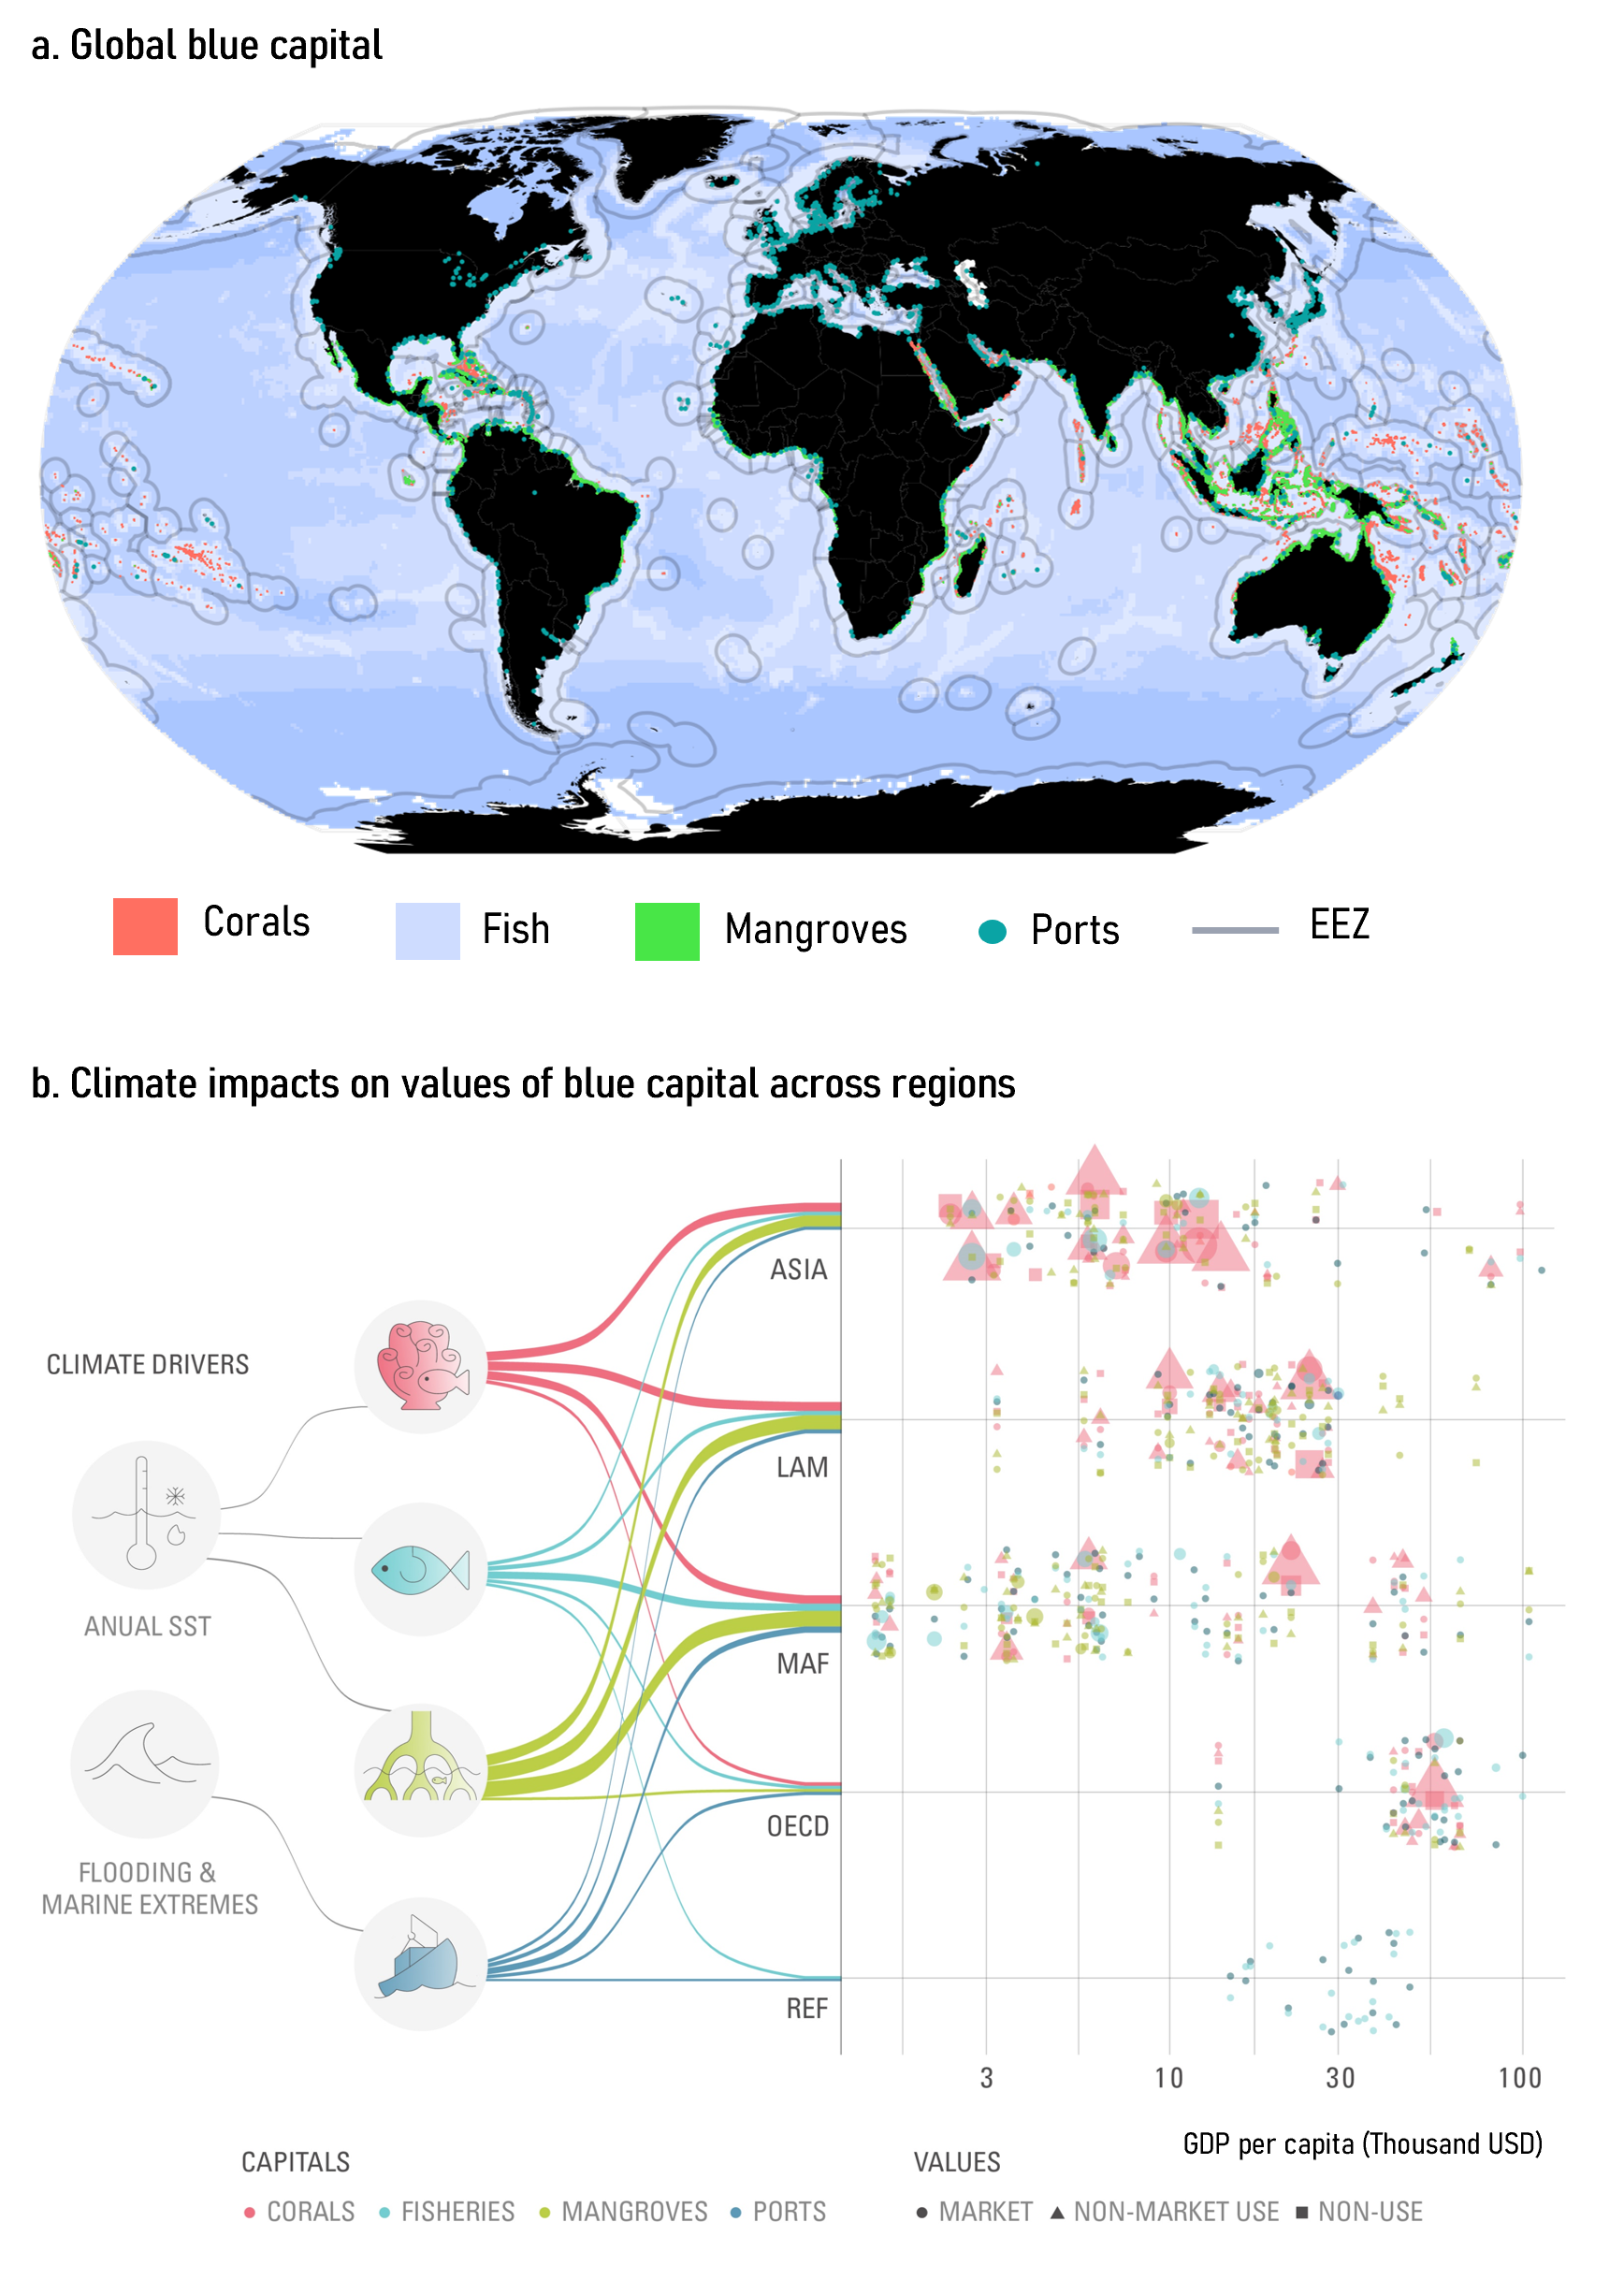 a. Global blue capital
Corals
Fish
Mangroves
Ports
EEZ
b. Climate impacts on values of blue capital across regions
CLIMATE DRIVERS
ANUAL SST
FLOODING &
MARINE EXTREMES
ASIA
LAM
MAF
OECD
REF
3
10
30
100
GDP per capita (Thousand USD)
CAPITALS
CORALS
FISHERIES
MANGROVES
PORTS
VALUES
MARKET
NON-MARKET USE
NON-USE